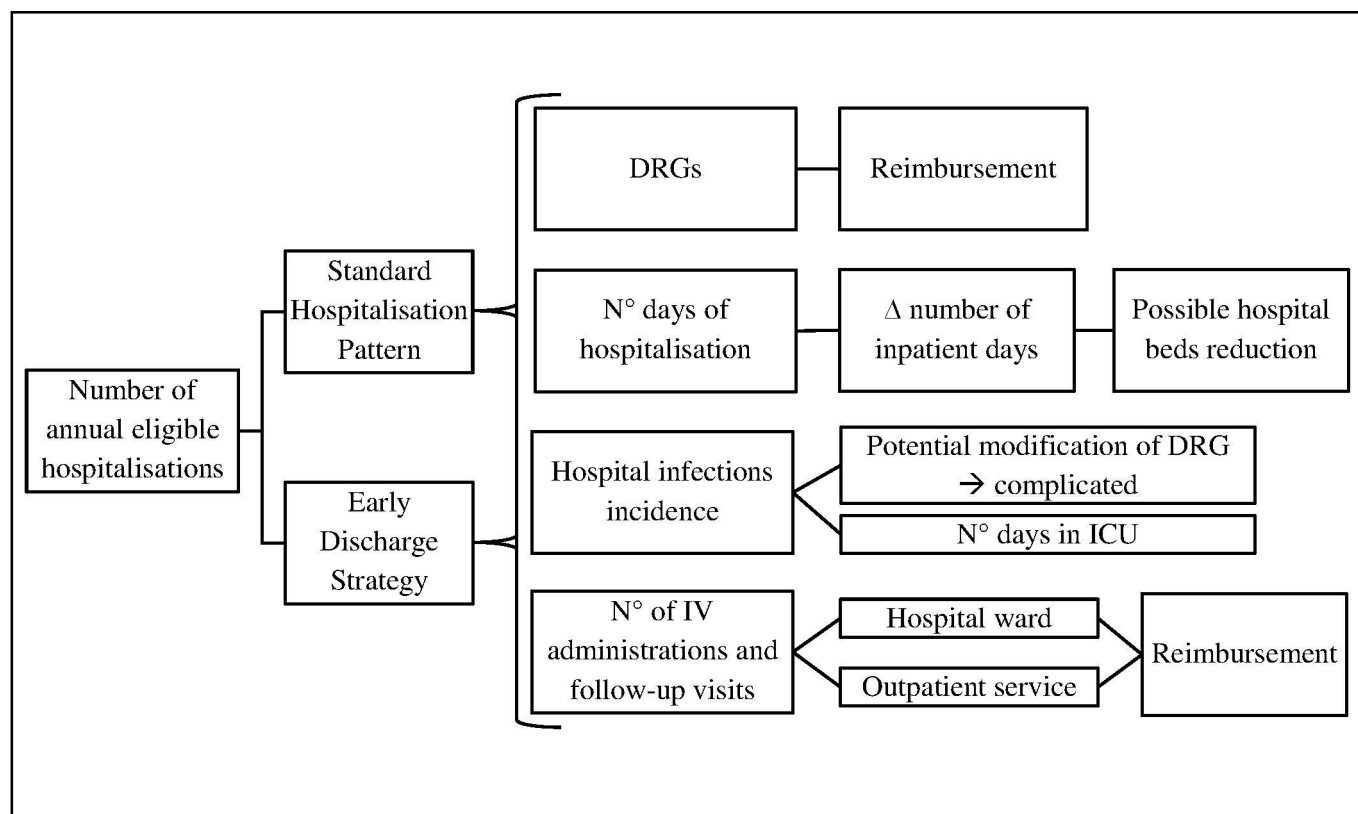 Number of
annual eligible
hospitalisations
Standard
Hospitalisation
Pattern
Early
Discharge
Strategy
DRGs
Reimbursement
N° days of
hospitalisation
Δ number of
inpatient days
Possible hospital
beds reduction
Hospital infections
incidence
Potential modification of DRG
→ complicated
N° days in ICU
N° of IV
administrations and
follow-up visits
Hospital ward
Outpatient service
Reimbursement